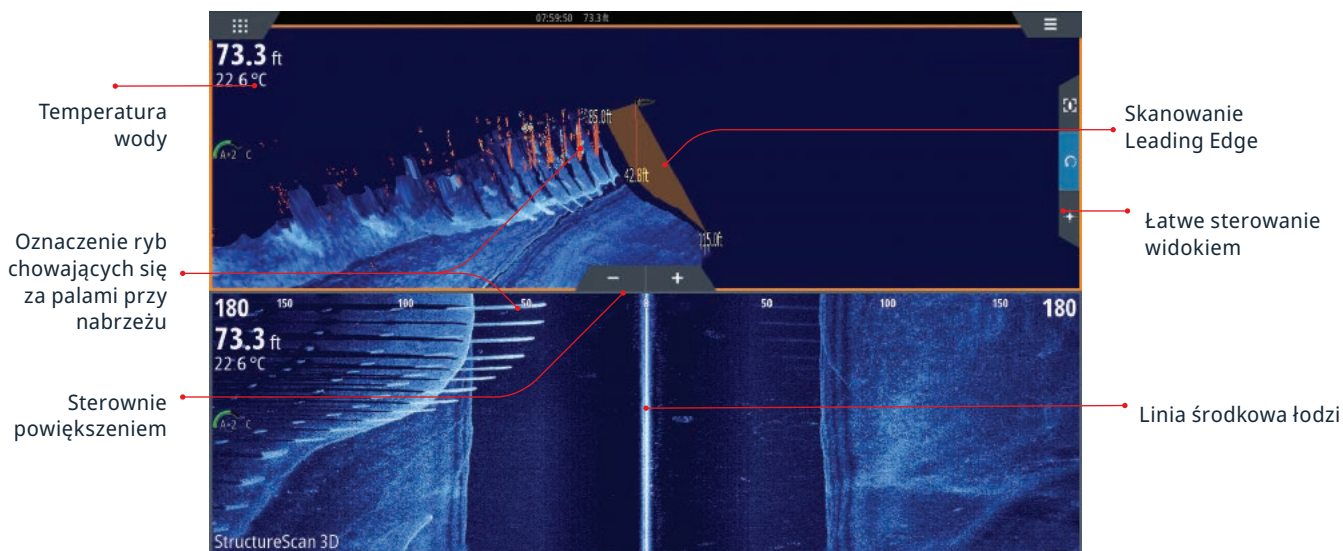 07:59:50 73.3 ft
73.3 ft
22.6 °C
Temperatura
wody
A+2 C
85.0ft
42.8ft
115.0ft
Skanowanie
Leading Edge
Łatwe sterowanie
widokiem
Oznaczenie ryb
chowających się
za palami przy
nabrzeżu
− +
180 150 100 50 0 50 100 150 180
73.3 ft
22.6 °C
Sterownie
powiększeniem
A+2 C
Linia środkowa łodzi
StructureScan 3D